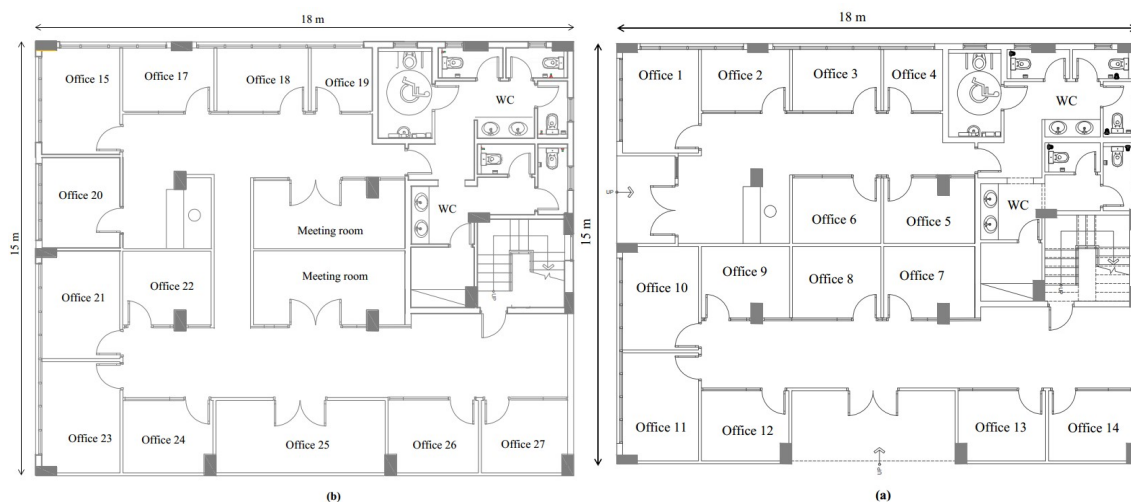 18 m
15 m
Office 15
Office 17
Office 18
Office 19
WC
Office 20
Meeting room
WC
Meeting room
Office 21
Office 22
UP
Office 23
Office 24
Office 25
Office 26
Office 27
(b)
18 m
15 m
Office 1
Office 2
Office 3
Office 4
WC
UP
Office 6
Office 5
WC
Office 10
Office 9
Office 8
Office 7
UP
Office 11
Office 12
Office 13
Office 14
UP
(a)